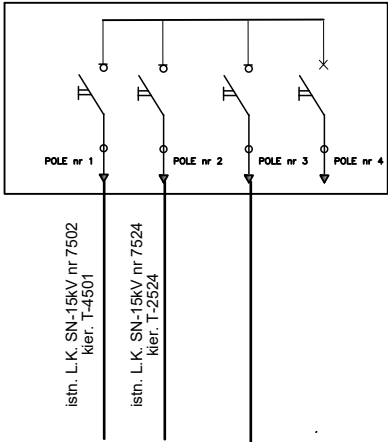 POLE nr 1
POLE nr 2
POLE nr 3
POLE nr 4
istn. L.K. SN-15kV nr 7502
kier. T-4501
istn. L.K. SN-15kV nr 7524
kier. T-2524